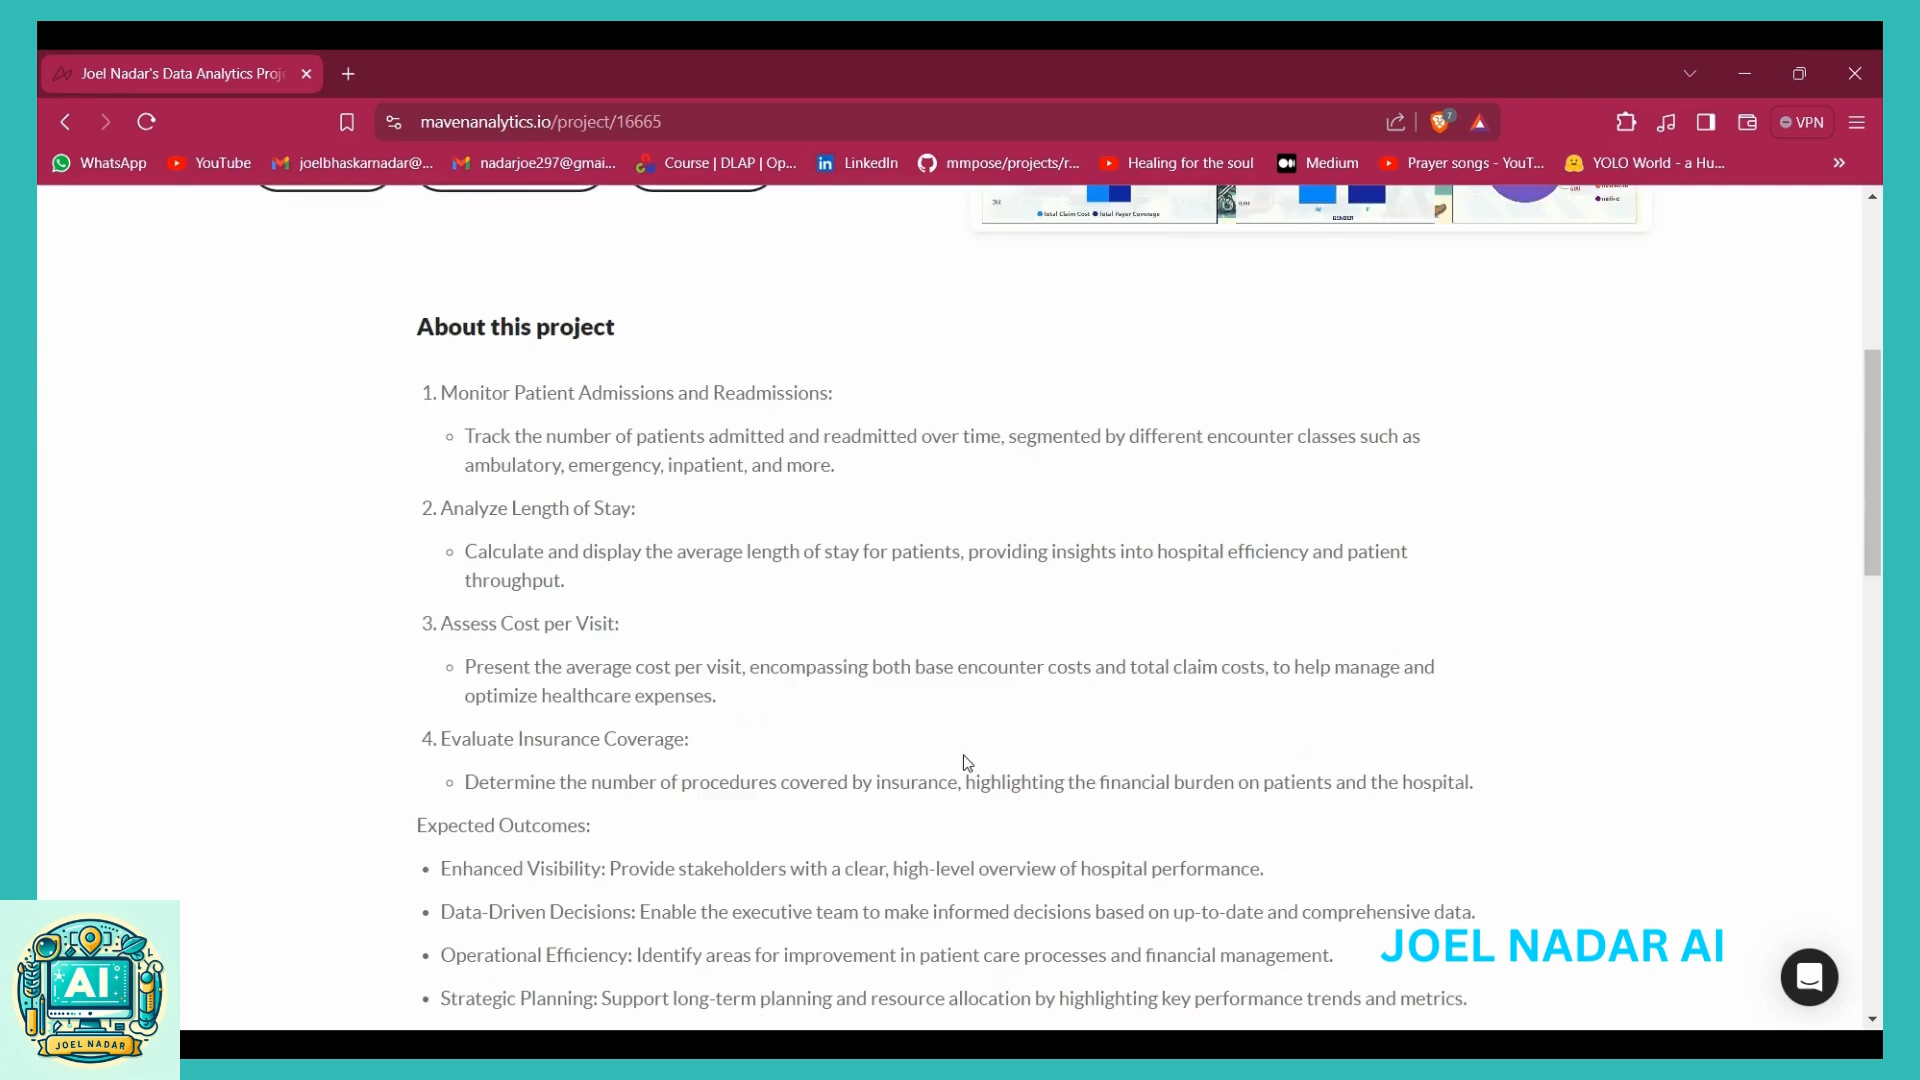 Joel Nadar's Data Analytics Proj
mavenanalytics.io/project/16665
7
VPN
WhatsApp
YouTube
joelbhaskarnadar@...
nadarjoe297@gmai...
Course | DLAP | Op...
LinkedIn
mmpose/projects/r...
Healing for the soul
Medium
Prayer songs - YouT...
YOLO World - a Hu...
Total Claim Cost
Total Payer Coverage
GENDER
About this project
1. Monitor Patient Admissions and Readmissions:
Track the number of patients admitted and readmitted over time, segmented by different encounter classes such as
ambulatory, emergency, inpatient, and more.
2. Analyze Length of Stay:
Calculate and display the average length of stay for patients, providing insights into hospital efficiency and patient
throughput.
3. Assess Cost per Visit:
Present the average cost per visit, encompassing both base encounter costs and total claim costs, to help manage and
optimize healthcare expenses.
4. Evaluate Insurance Coverage:
Determine the number of procedures covered by insurance, highlighting the financial burden on patients and the hospital.
Expected Outcomes:
• Enhanced Visibility: Provide stakeholders with a clear, high-level overview of hospital performance.
• Data-Driven Decisions: Enable the executive team to make informed decisions based on up-to-date and comprehensive data.
• Operational Efficiency: Identify areas for improvement in patient care processes and financial management.
• Strategic Planning: Support long-term planning and resource allocation by highlighting key performance trends and metrics.
JOEL NADAR AI
AI
JOEL NADAR